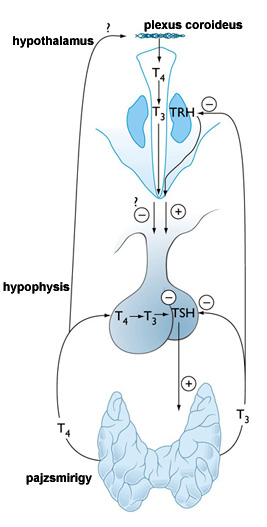 plexus coroideus
hypothalamus
?
T4
T3 TRH −
?
− +
hypophysis
− −
T4 T3 TSH
+
T4
T3
pajzsmirigy